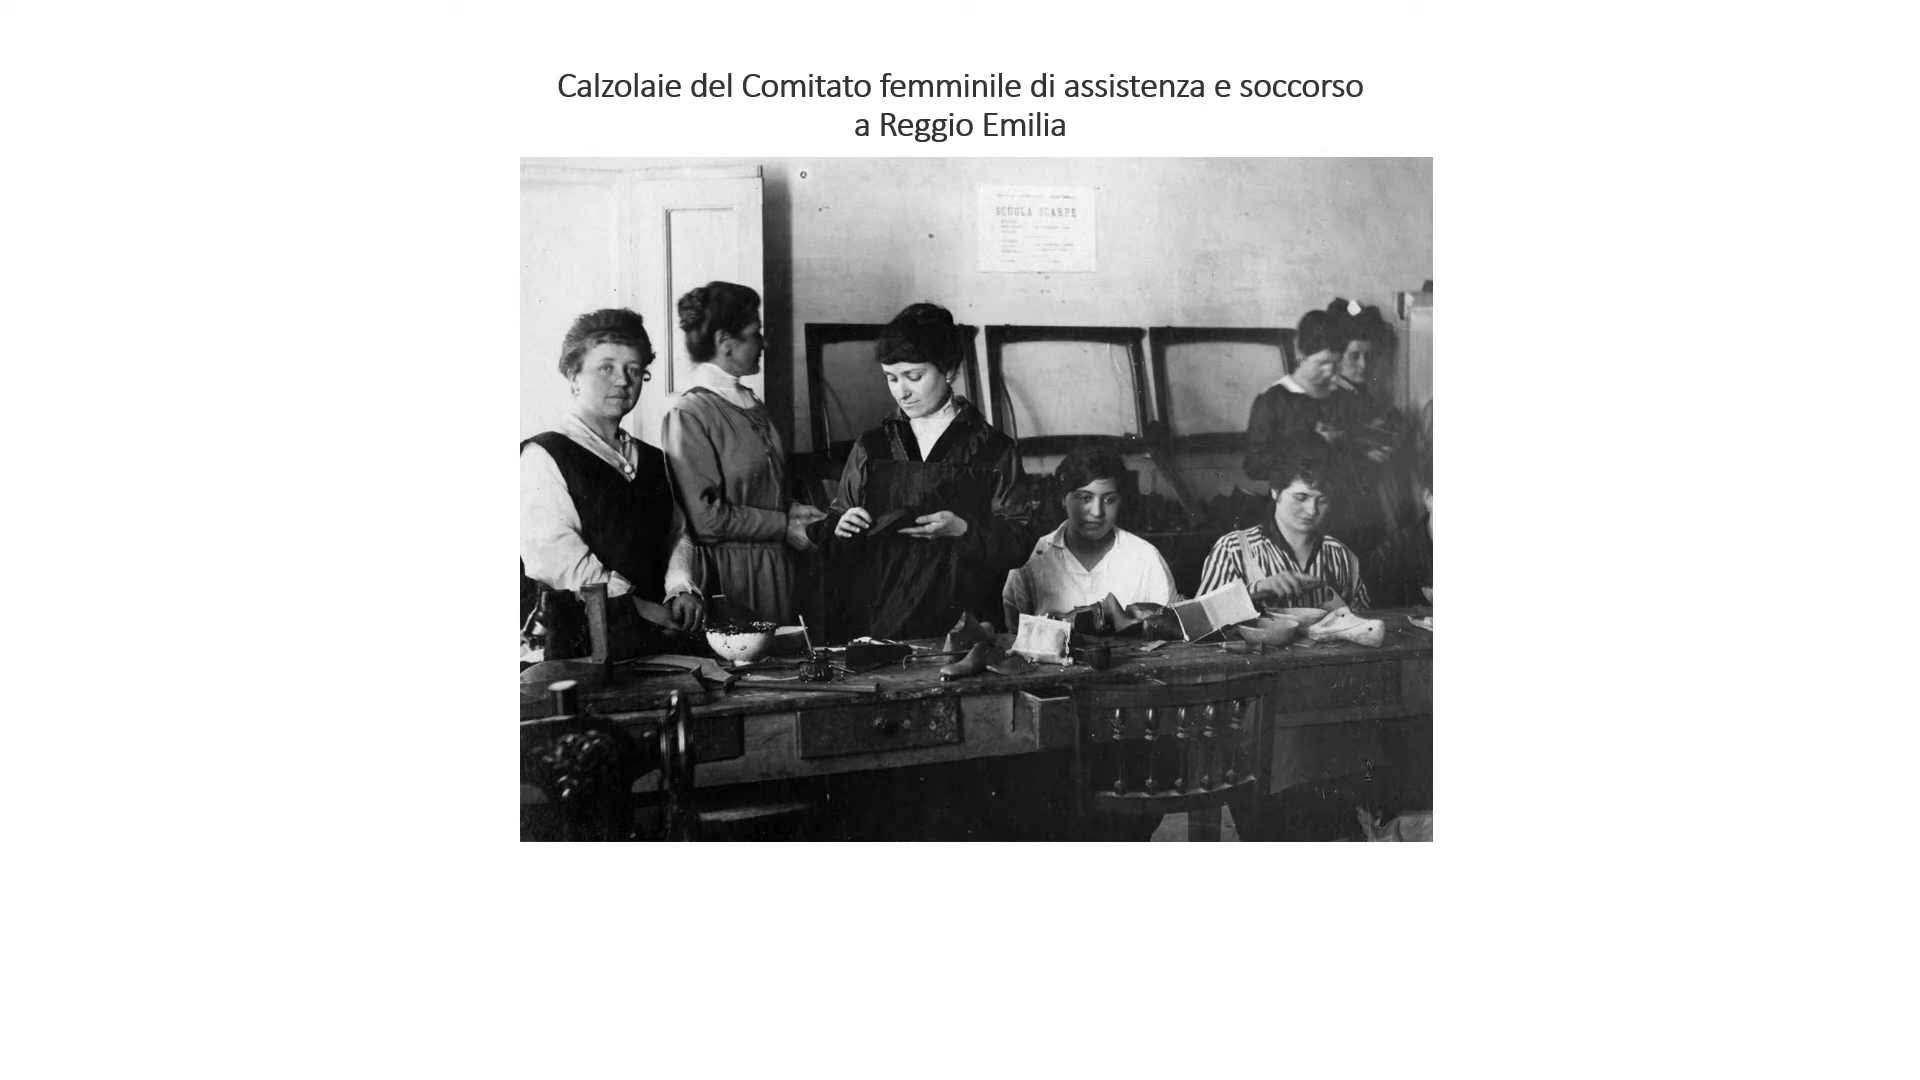 Calzolaie del Comitato femminile di assistenza e soccorso
a Reggio Emilia
SCUOLA SCARPE